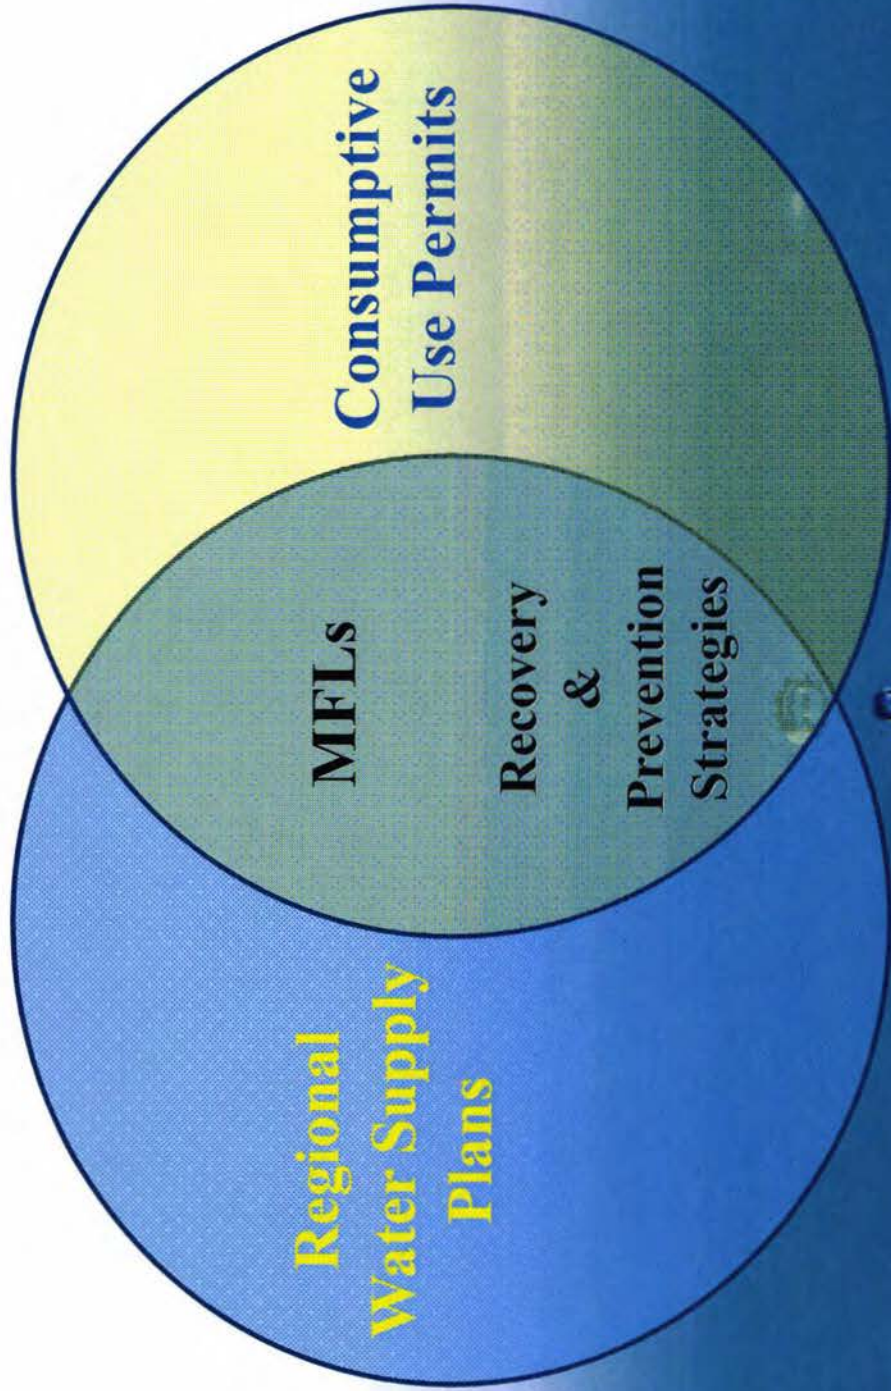 Regional
Water Supply
Plans
MFLs
Recovery
&
Prevention
Strategies
Consumptive
Use Permits